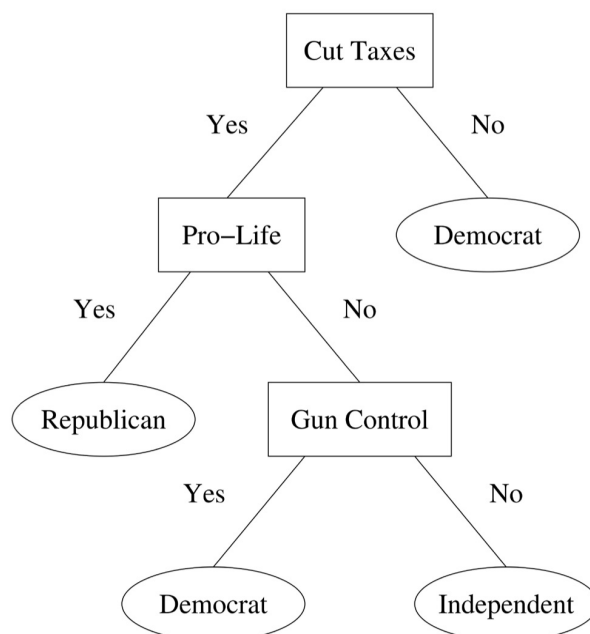 Cut Taxes
Yes
No
Pro–Life
Democrat
Yes
No
Republican
Gun Control
Yes
No
Democrat
Independent